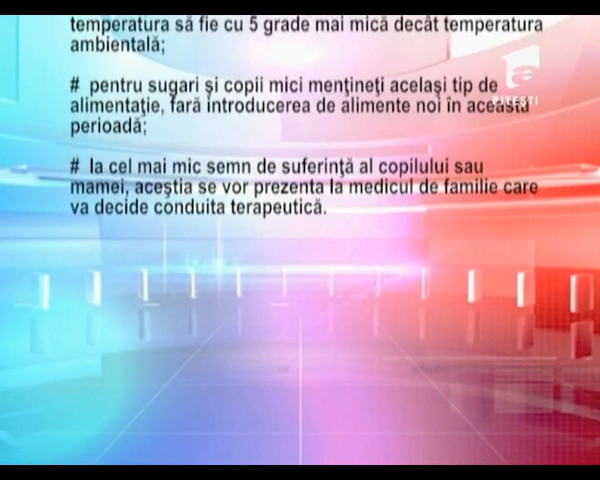 temperatura să fie cu 5 grade mai mică decât temperatura
ambientală;
# pentru sugari şi copii mici menţineţi acelaşi tip de
alimentaţie, fară introducerea de alimente noi în această
perioadă;
# la cel mai mic semn de suferinţă al copilului sau
mamei, aceştia se vor prezenta la medicul de familie care
va decide conduita terapeutică.
PITEŞTI